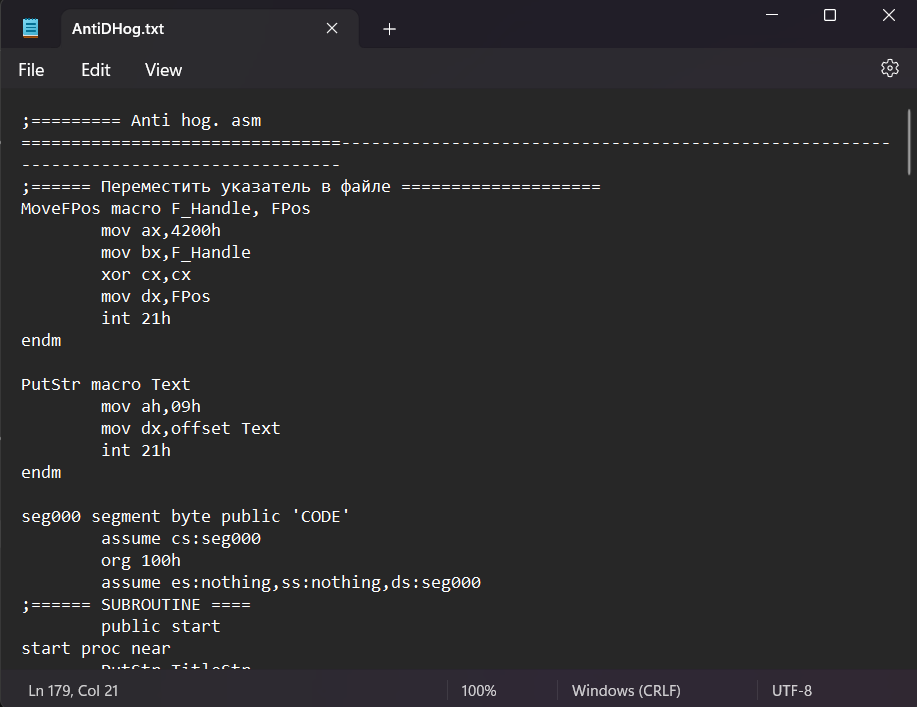 AntiDHog.txt
File Edit View
;========= Anti hog. asm
================================-------------------------------------------------------
--------------------------------
;====== Переместить указатель в файле ====================
MoveFPos macro F_Handle, FPos
mov ax,4200h
mov bx,F_Handle
xor cx,cx
mov dx,FPos
int 21h
endm
PutStr macro Text
mov ah,09h
mov dx,offset Text
int 21h
endm
seg000 segment byte public 'CODE'
assume cs:seg000
org 100h
assume es:nothing,ss:nothing,ds:seg000
;====== SUBROUTINE ====
public start
start proc near
PutStr TitleStr
Ln 179, Col 21 100% Windows (CRLF) UTF-8